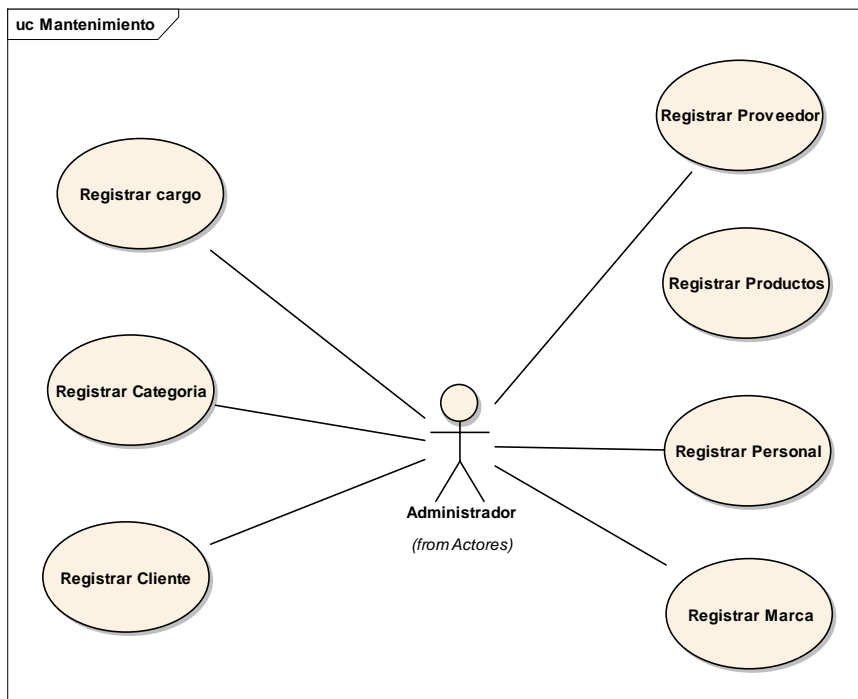 uc Mantenimiento
Registrar Proveedor
Registrar cargo
Registrar Productos
Registrar Categoria
Registrar Personal
Administrador
(from Actores)
Registrar Cliente
Registrar Marca